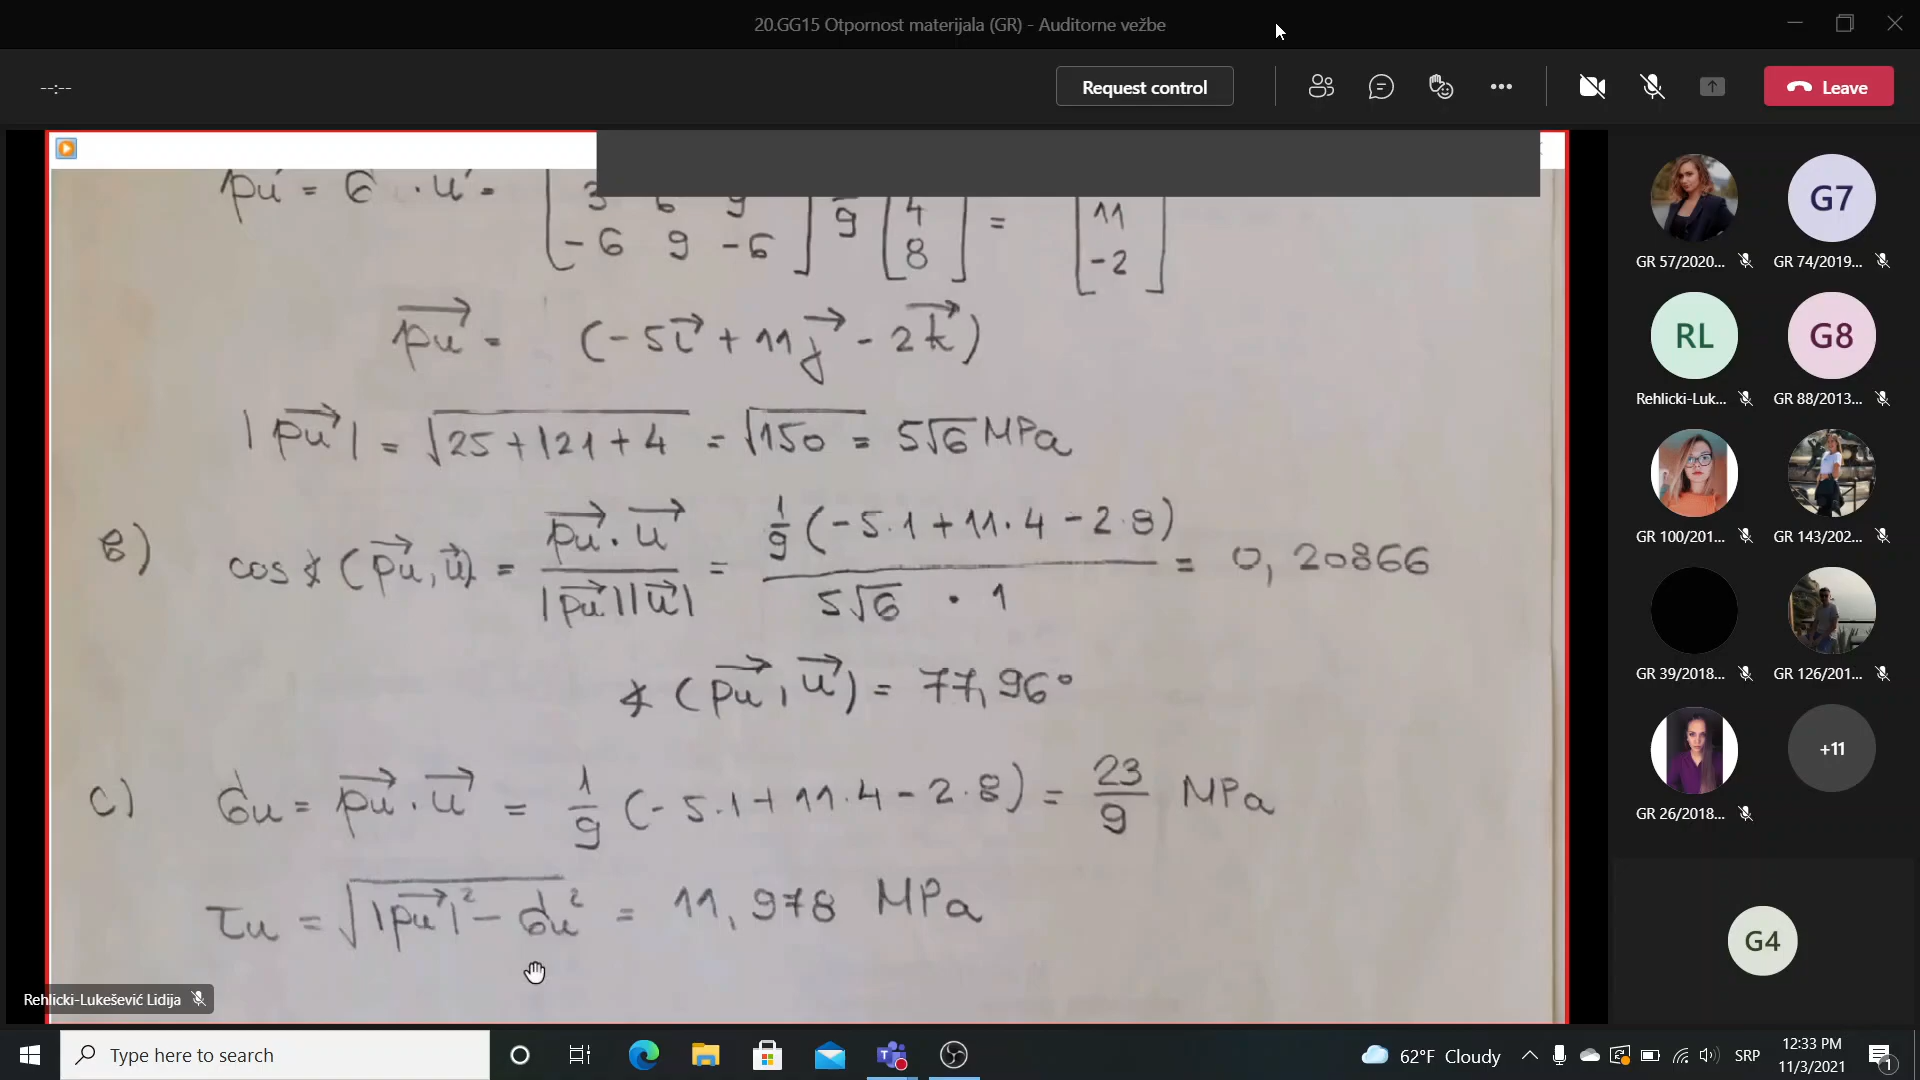 20.GG15 Otpornost materijala (GR) - Auditorne vežbe
--:--
Request control
Leave
pu = σ · u =
3 6 9
-6 9 -6
9
4
8
=
11
-2
pu = (-5i + 11j - 2k)
|pu| = √25+121+4 = √150 = 5√6 MPa
b) cos ∡ (pu, u) = pu · u / |pu||u| = 1/9 (-5·1 + 11·4 - 2·8) / 5√6 · 1 = 0,20866
∡ (pu, u) = 77,96°
c) σu = pu · u = 1/9 (-5·1 + 11·4 - 2·8) = 23/9 MPa
τu = √|pu|² - σu² = 11,978 MPa
Rehlicki-Lukešević Lidija
G7
GR 57/2020...
GR 74/2019...
RL
G8
Rehlicki-Luk...
GR 88/2013...
GR 100/201...
GR 143/202...
GR 39/2018...
GR 126/201...
+11
GR 26/2018...
G4
Type here to search
62°F Cloudy
SRP
12:33 PM
11/3/2021
1